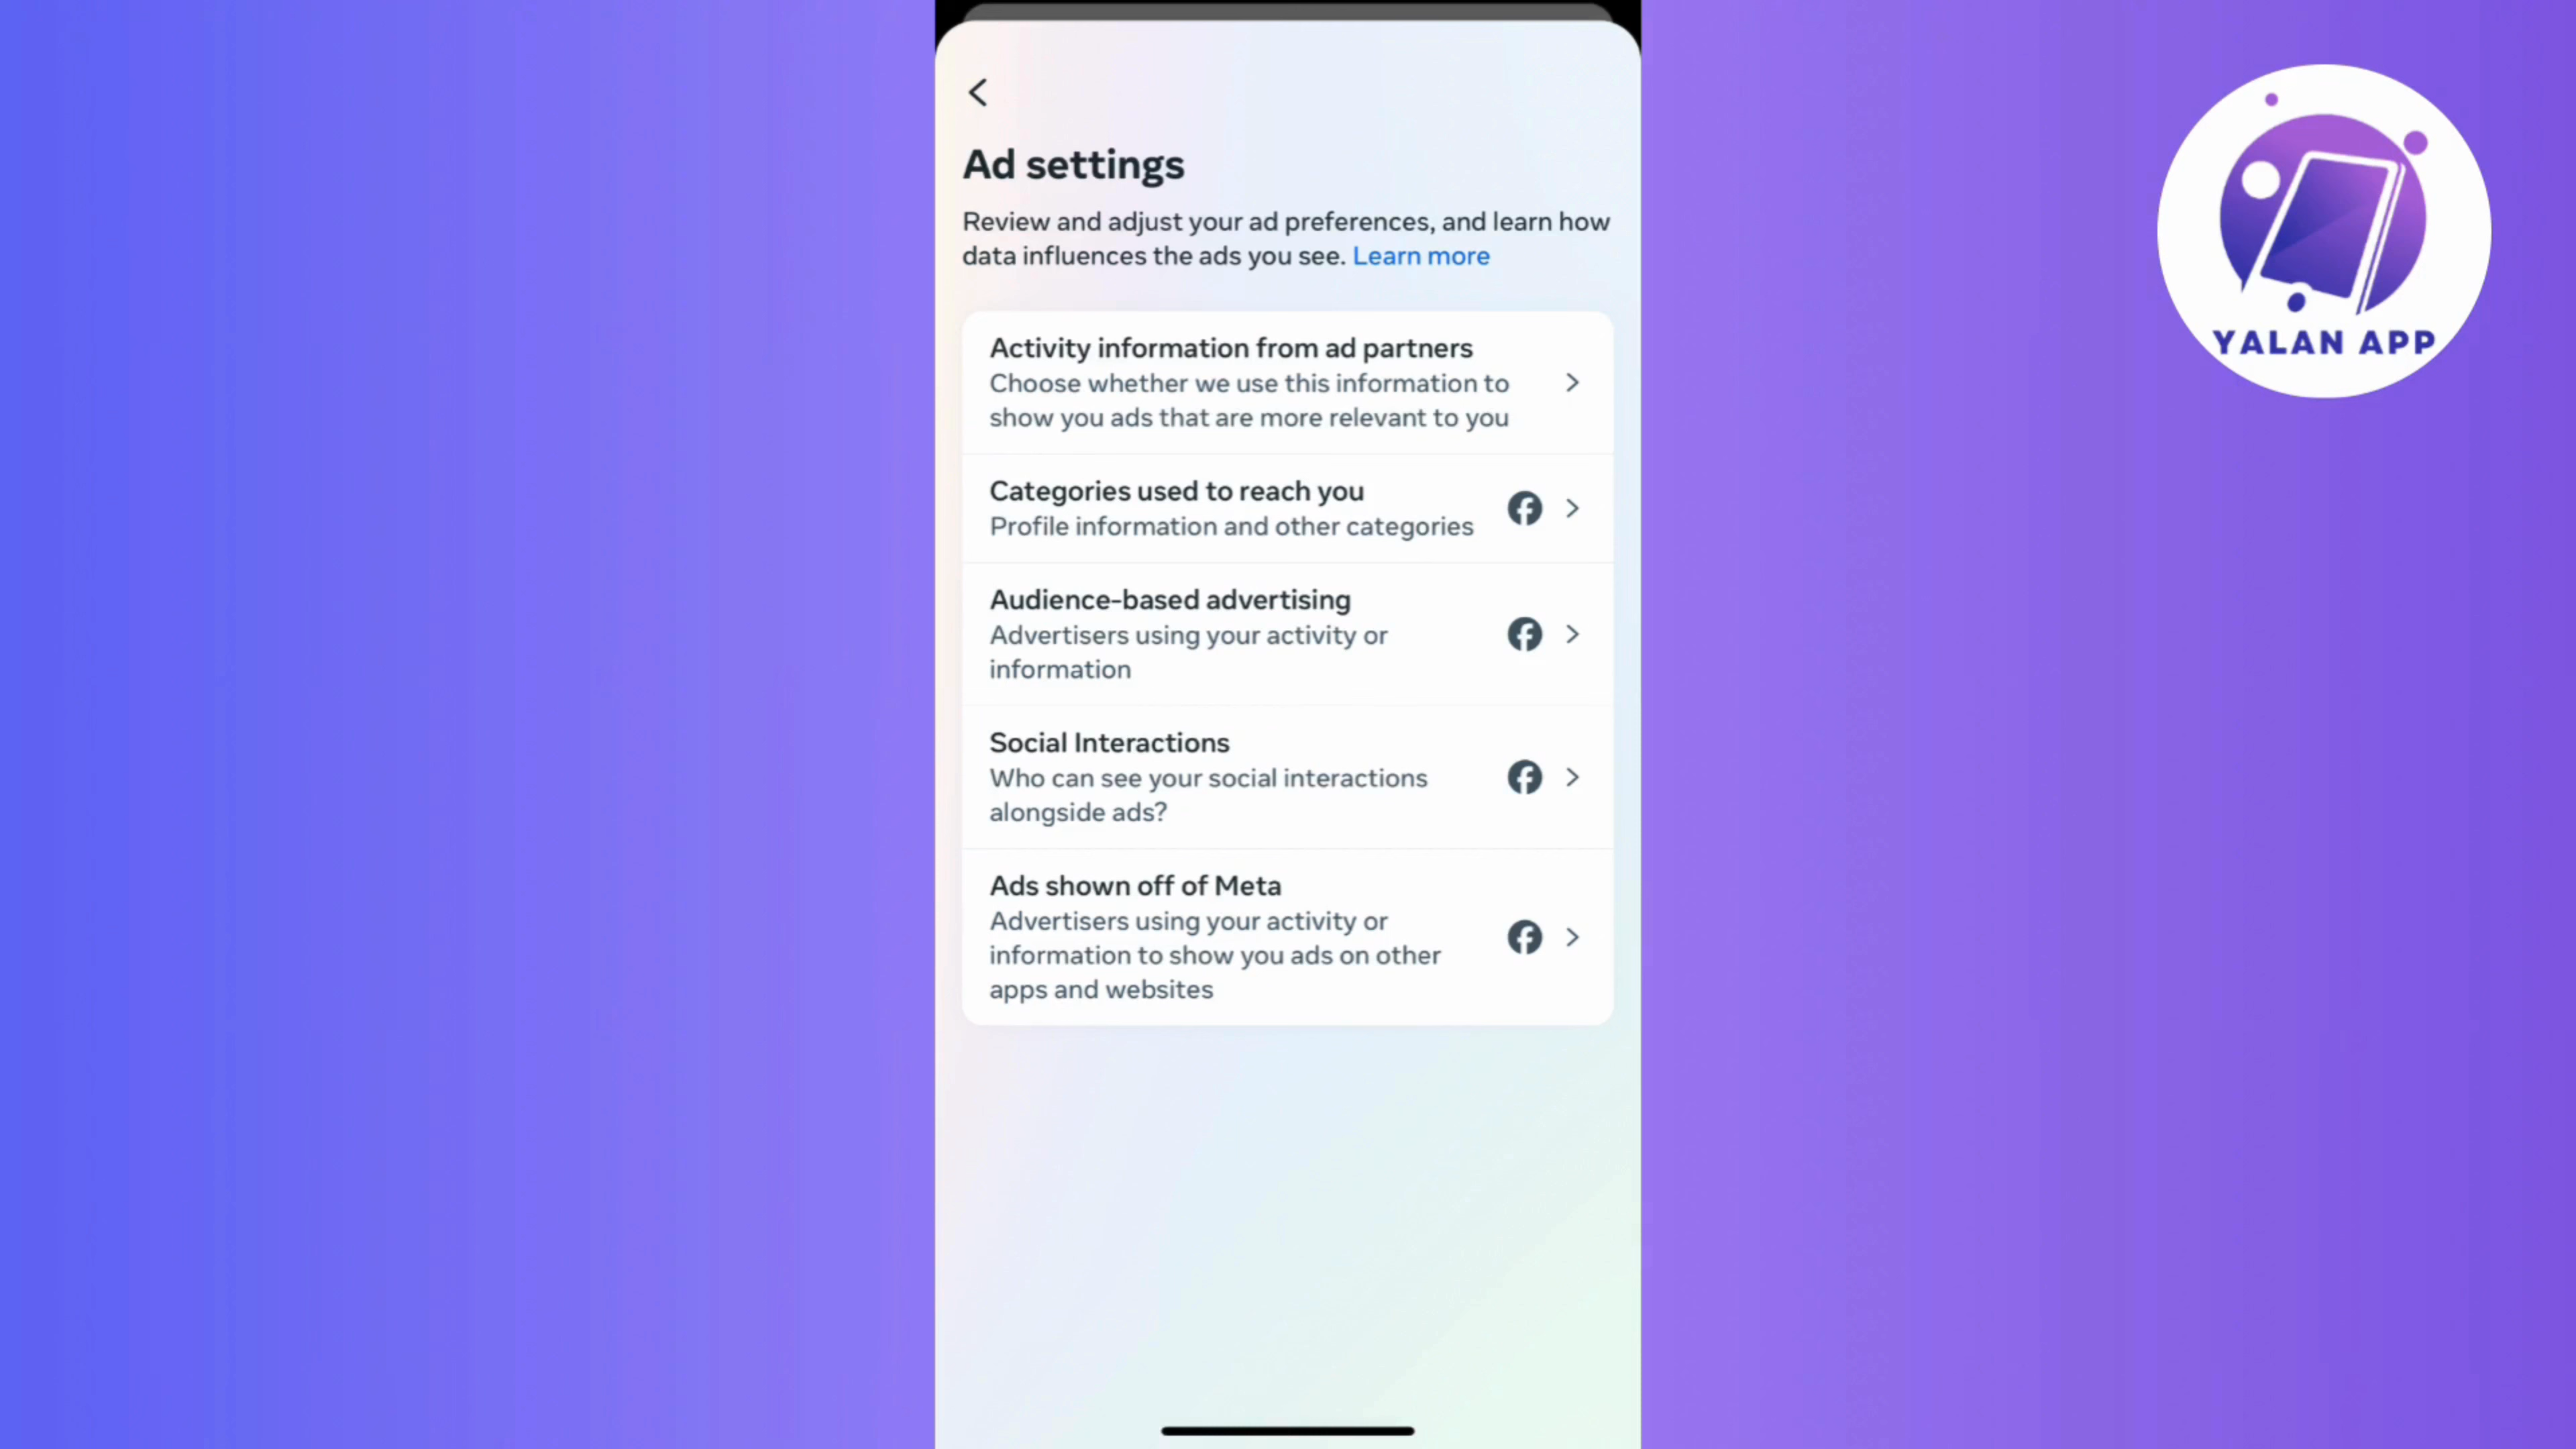 Ad settings
Review and adjust your ad preferences, and learn how
data influences the ads you see. Learn more
Activity information from ad partners
Choose whether we use this information to
show you ads that are more relevant to you
Categories used to reach you
Profile information and other categories
Audience-based advertising
Advertisers using your activity or
information
Social Interactions
Who can see your social interactions
alongside ads?
Ads shown off of Meta
Advertisers using your activity or
information to show you ads on other
apps and websites
YALAN APP